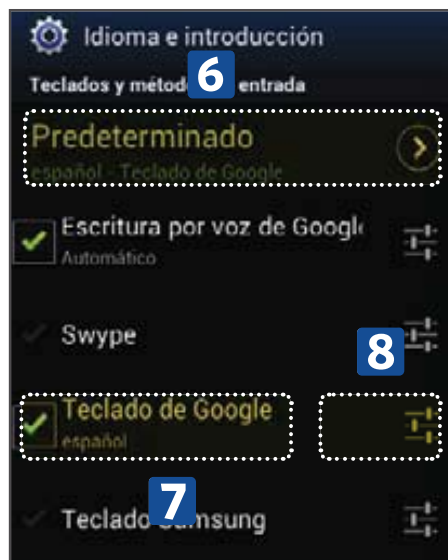 Idioma e introducción
6
Teclados y métod entrada
Predeterminado
español - Teclado de Google
Escritura por voz de Googl
Automático
Swype
8
Teclado de Google
español
7
Teclado msung